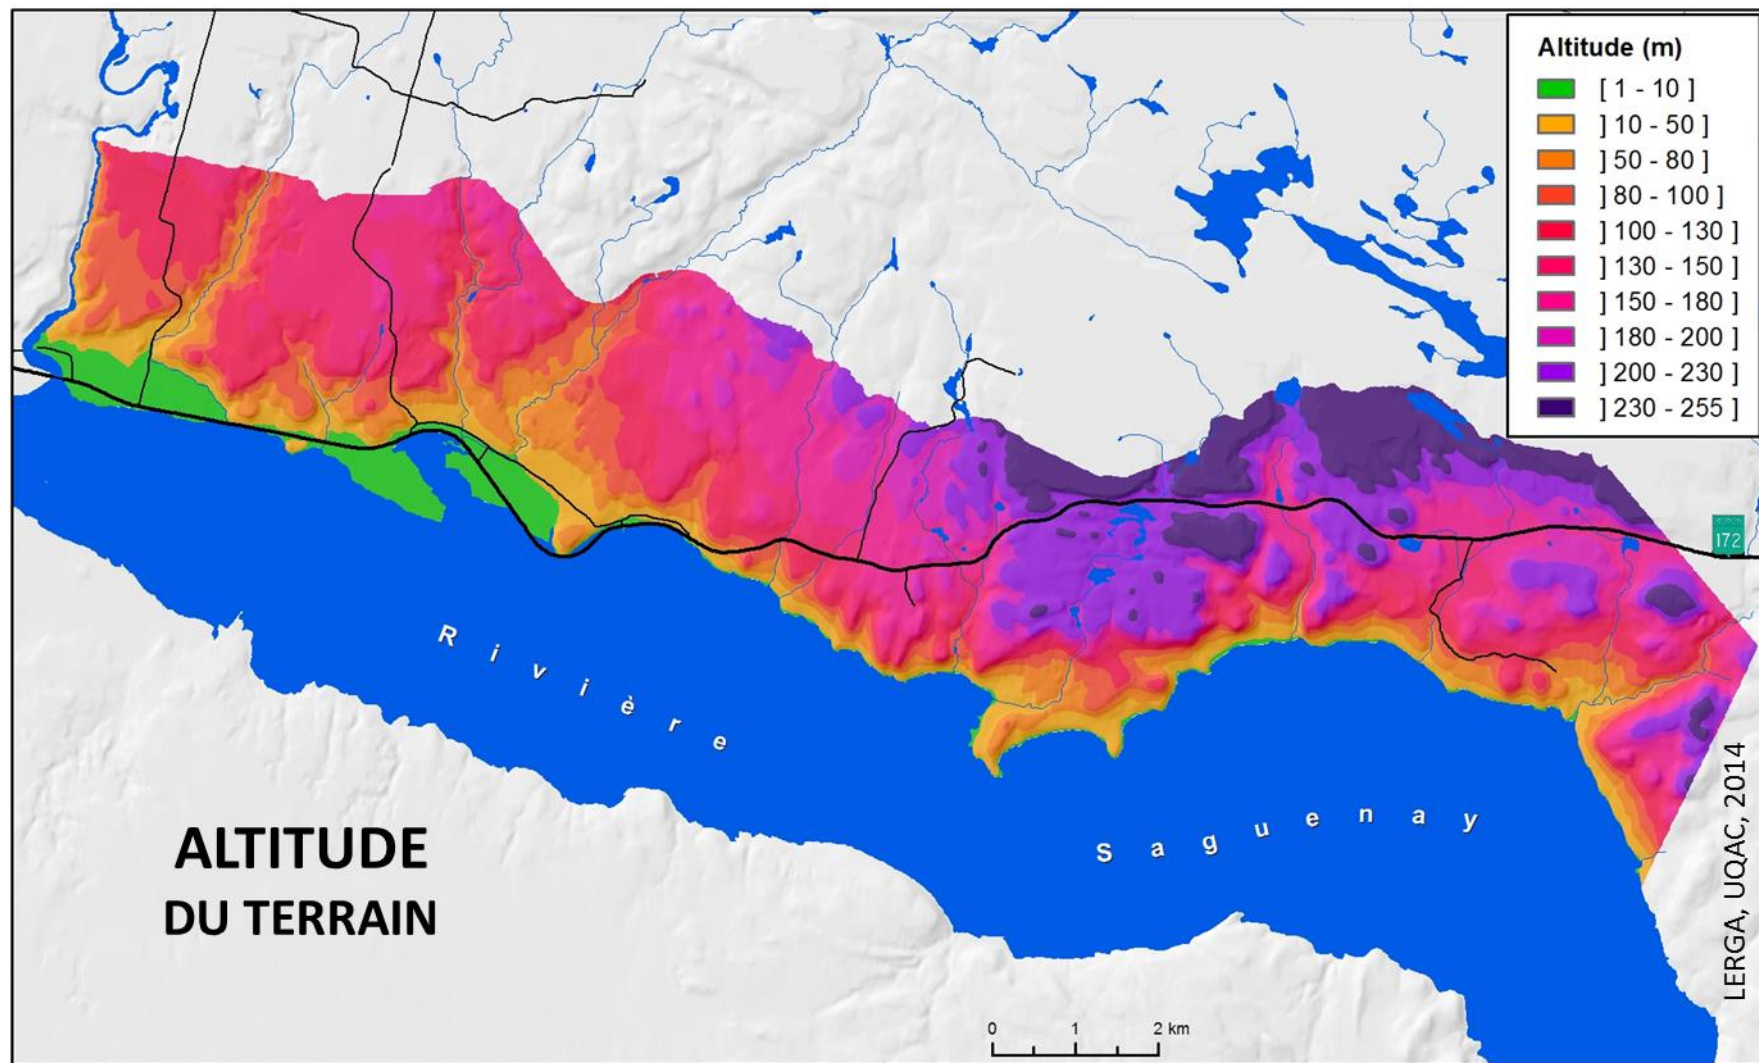 Altitude (m)
[ 1 - 10 ]
] 10 - 50 ]
] 50 - 80 ]
] 80 - 100 ]
] 100 - 130 ]
] 130 - 150 ]
] 150 - 180 ]
] 180 - 200 ]
] 200 - 230 ]
] 230 - 255 ]
172
Rivière
Saguenay
ALTITUDE
DU TERRAIN
LERGA, UQAC, 2014
0 1 2 km